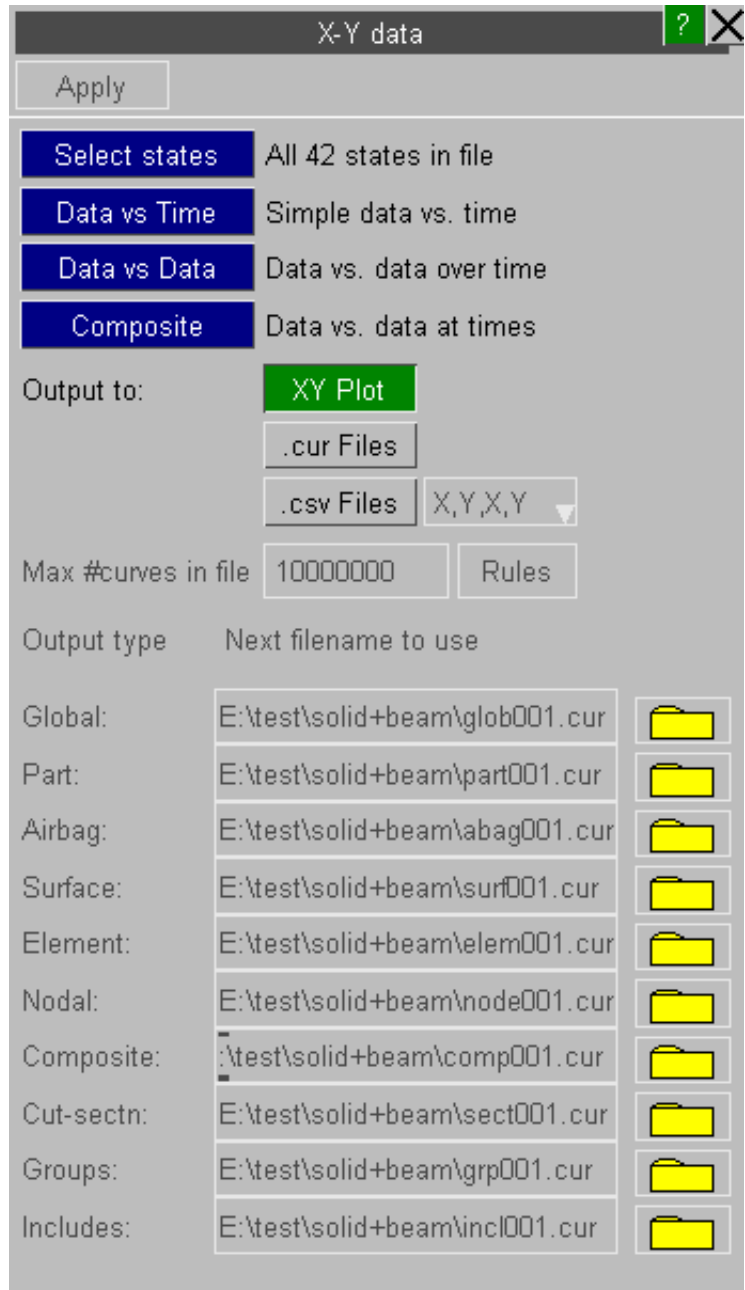 X-Y data ?
Apply
Select states All 42 states in file
Data vs Time Simple data vs. time
Data vs Data Data vs. data over time
Composite Data vs. data at times
Output to: XY Plot
.cur Files
.csv Files X,Y,X,Y
Max #curves in file 10000000 Rules
Output type Next filename to use
Global: E:\test\solid+beam\glob001.cur
Part: E:\test\solid+beam\part001.cur
Airbag: E:\test\solid+beam\abag001.cur
Surface: E:\test\solid+beam\surf001.cur
Element: E:\test\solid+beam\elem001.cur
Nodal: E:\test\solid+beam\node001.cur
Composite: :\test\solid+beam\comp001.cur
Cut-sectn: E:\test\solid+beam\sect001.cur
Groups: E:\test\solid+beam\grp001.cur
Includes: E:\test\solid+beam\incl001.cur